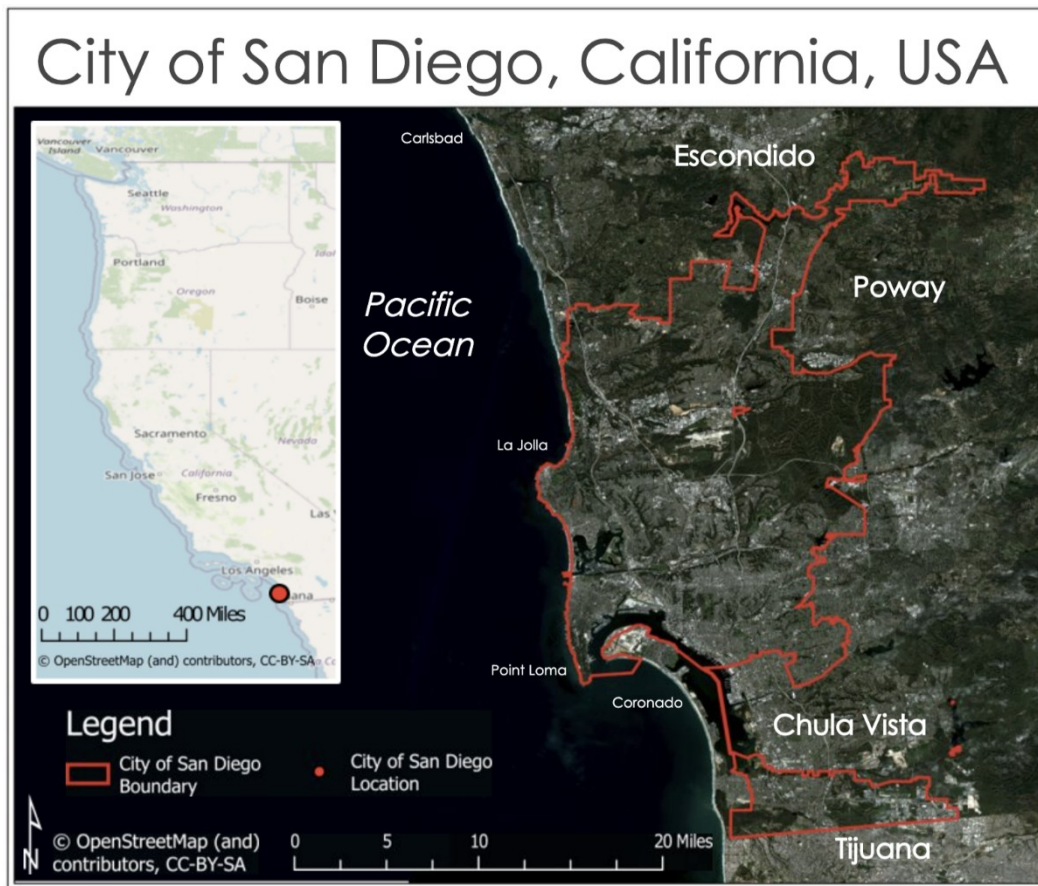 City of San Diego, California, USA
Vancouver
Island
Vancouver
Seattle
Washington
Portland
Oregon
Boise
Sacramento
Nevada
San Jose
California
Fresno
Las
Los Angeles
ana
0 100 200 400 Miles
© OpenStreetMap (and) contributors, CC-BY-SA
Carlsbad
Escondido
Poway
Pacific
Ocean
La Jolla
Point Loma
Coronado
Chula Vista
Tijuana
Legend
City of San Diego
Boundary
City of San Diego
Location
N
© OpenStreetMap (and)
contributors, CC-BY-SA
0 5 10 20 Miles